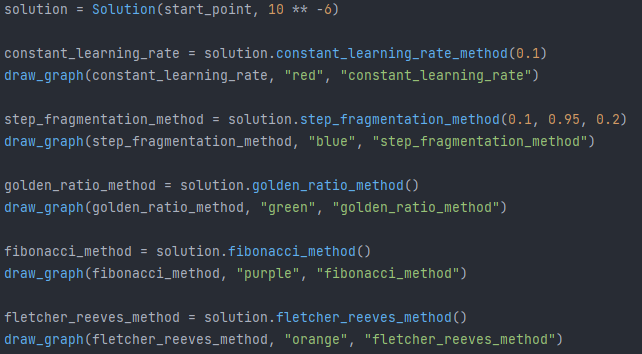 solution = Solution(start_point, 10 ** -6)
constant_learning_rate = solution.constant_learning_rate_method(0.1)
draw_graph(constant_learning_rate, "red", "constant_learning_rate")
step_fragmentation_method = solution.step_fragmentation_method(0.1, 0.95, 0.2)
draw_graph(step_fragmentation_method, "blue", "step_fragmentation_method")
golden_ratio_method = solution.golden_ratio_method()
draw_graph(golden_ratio_method, "green", "golden_ratio_method")
fibonacci_method = solution.fibonacci_method()
draw_graph(fibonacci_method, "purple", "fibonacci_method")
fletcher_reeves_method = solution.fletcher_reeves_method()
draw_graph(fletcher_reeves_method, "orange", "fletcher_reeves_method")